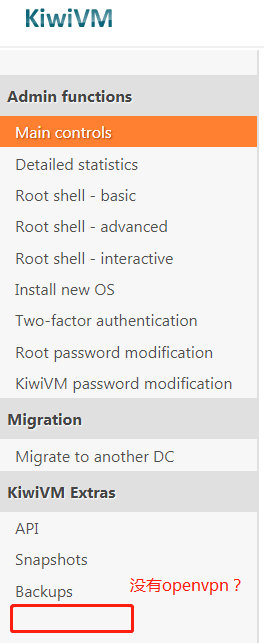 KiwiVM
Admin functions
Main controls
Detailed statistics
Root shell - basic
Root shell - advanced
Root shell - interactive
Install new OS
Two-factor authentication
Root password modification
KiwiVM password modification
Migration
Migrate to another DC
KiwiVM Extras
API
Snapshots
Backups
没有openvpn？